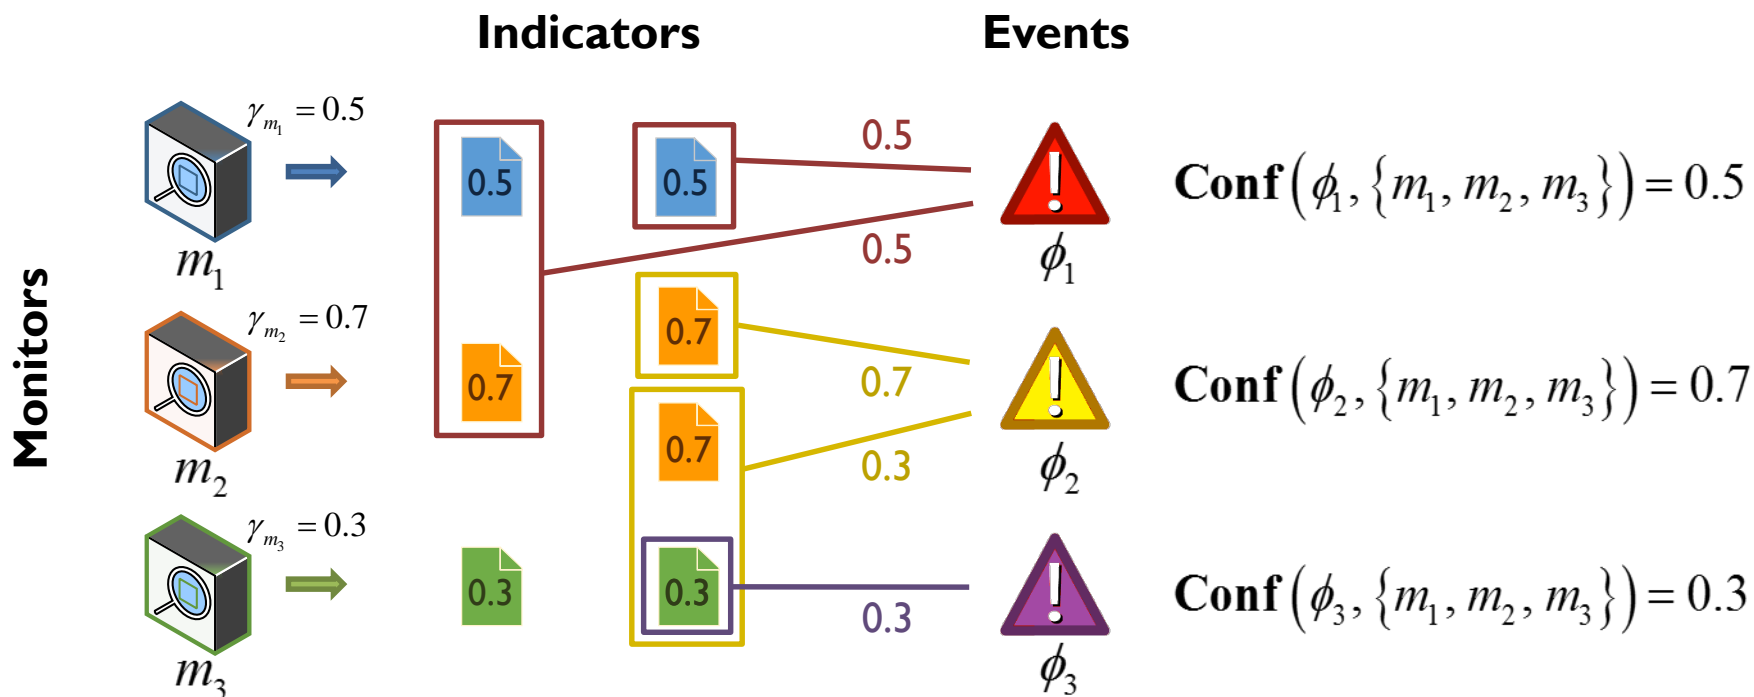 Indicators
Events
Monitors
γm₁ = 0.5
m₁
0.5
0.5
0.5
0.5
ϕ₁
Conf(ϕ₁, {m₁, m₂, m₃}) = 0.5
γm₂ = 0.7
m₂
0.7
0.7
0.7
0.7
0.3
ϕ₂
Conf(ϕ₂, {m₁, m₂, m₃}) = 0.7
γm₃ = 0.3
m₃
0.3
0.3
0.3
ϕ₃
Conf(ϕ₃, {m₁, m₂, m₃}) = 0.3